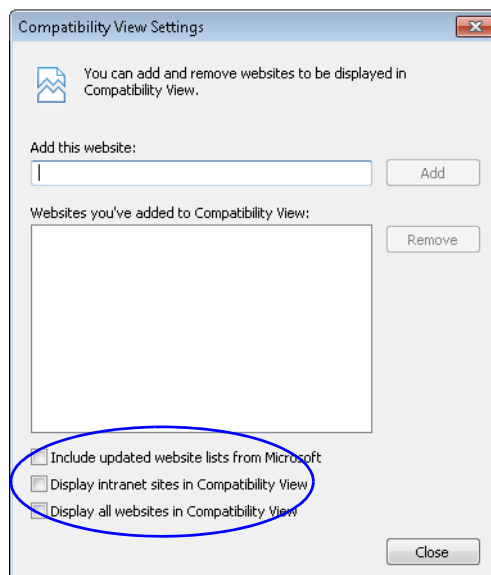 Compatibility View Settings
You can add and remove websites to be displayed in
Compatibility View.
Add this website:
Add
Websites you've added to Compatibility View:
Remove
Include updated website lists from Microsoft
Display intranet sites in Compatibility View
Display all websites in Compatibility View
Close